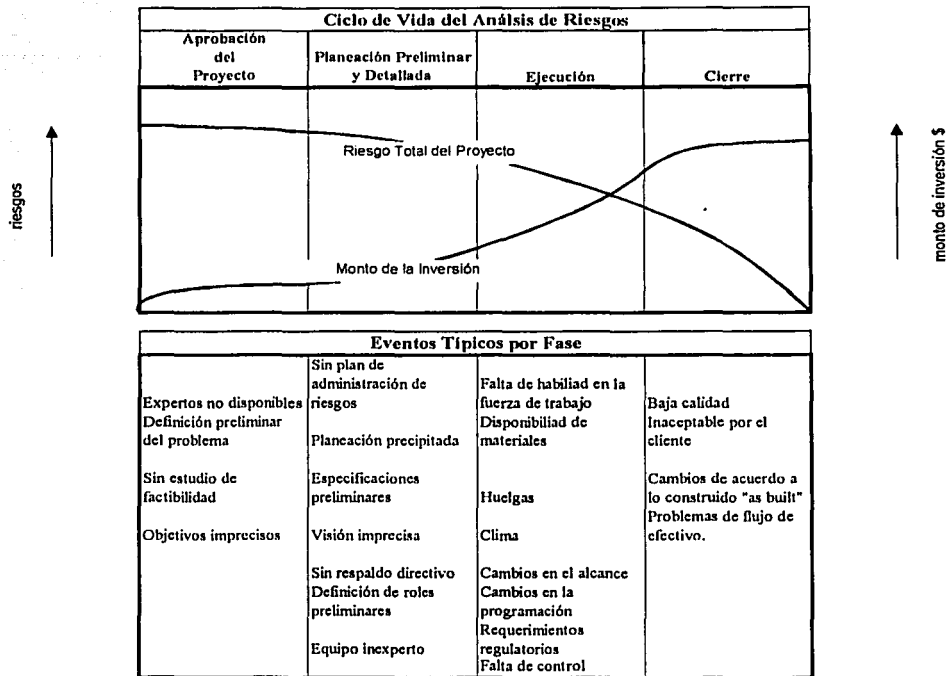 Ciclo de Vida del Análsis de Riesgos
Aprobación
del
Proyecto
Planeación Preliminar
y Detallada
Ejecución
Cierre
riesgos
Riesgo Total del Proyecto
Monto de la Inversión
monto de inversión $
Eventos Típicos por Fase
Expertos no disponibles
Definición preliminar
del problema
Sin estudio de
factibilidad
Objetivos imprecisos
Sin plan de
administración de
riesgos
Planeación precipitada
Especificaciones
preliminares
Visión imprecisa
Sin respaldo directivo
Definición de roles
preliminares
Equipo inexperto
Falta de habiliad en la
fuerza de trabajo
Disponibiliad de
materiales
Huelgas
Clima
Cambios en el alcance
Cambios en la
programación
Requerimientos
regulatorios
Falta de control
Baja calidad
Inaceptable por el
cliente
Cambios de acuerdo a
lo construido "as built"
Problemas de flujo de
efectivo.